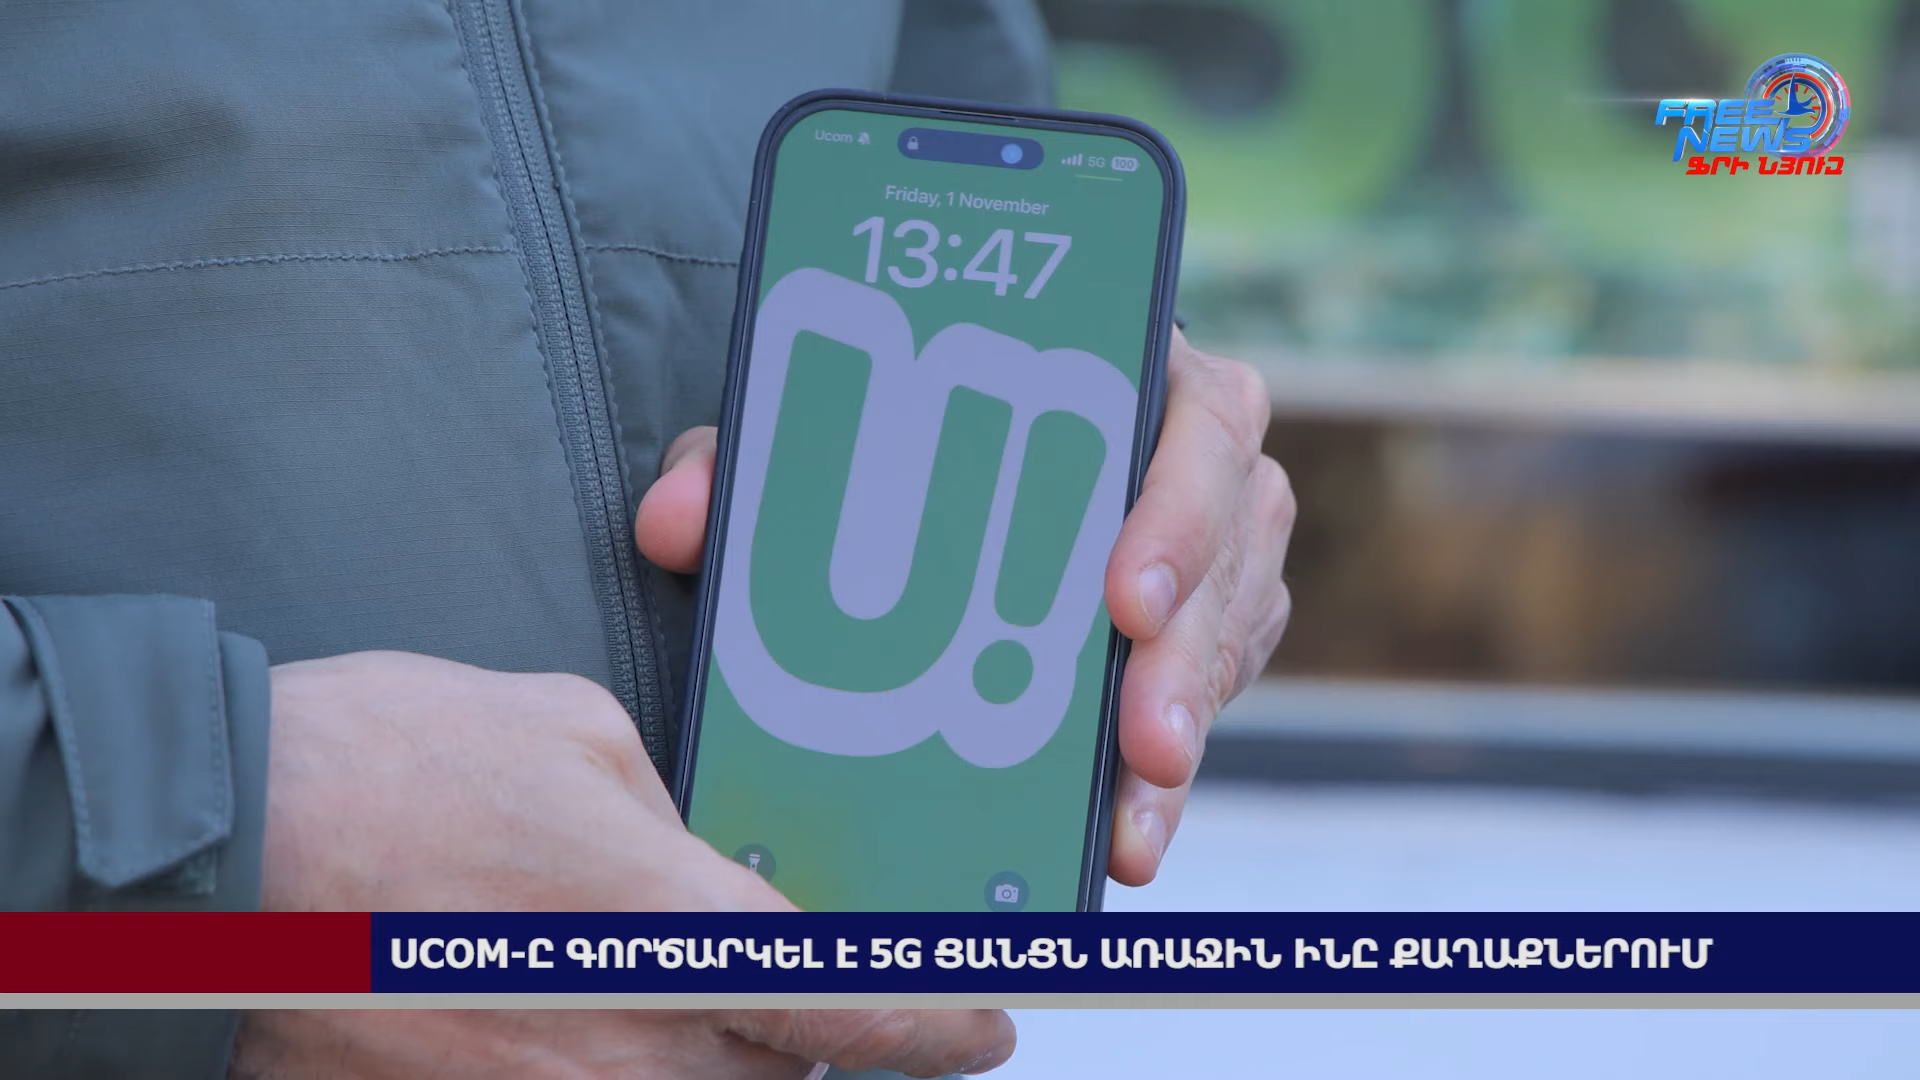 FREE
NEWS
ՖՐԻ ՆՅՈՒԶ
Ucom
5G 100
Friday, 1 November
13:47
U!
UCOM-Ը ԳՈՐԾԱՐԿԵԼ Է 5G ՑԱՆՑՆ ԱՌԱՋԻՆ ԻՆԸ ՔԱՂԱՔՆԵՐՈՒՄ